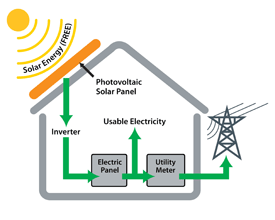 Solar Energy (FREE)
Photovoltaic
Solar Panel
Inverter
Usable Electricity
Electric
Panel
Utility
Meter